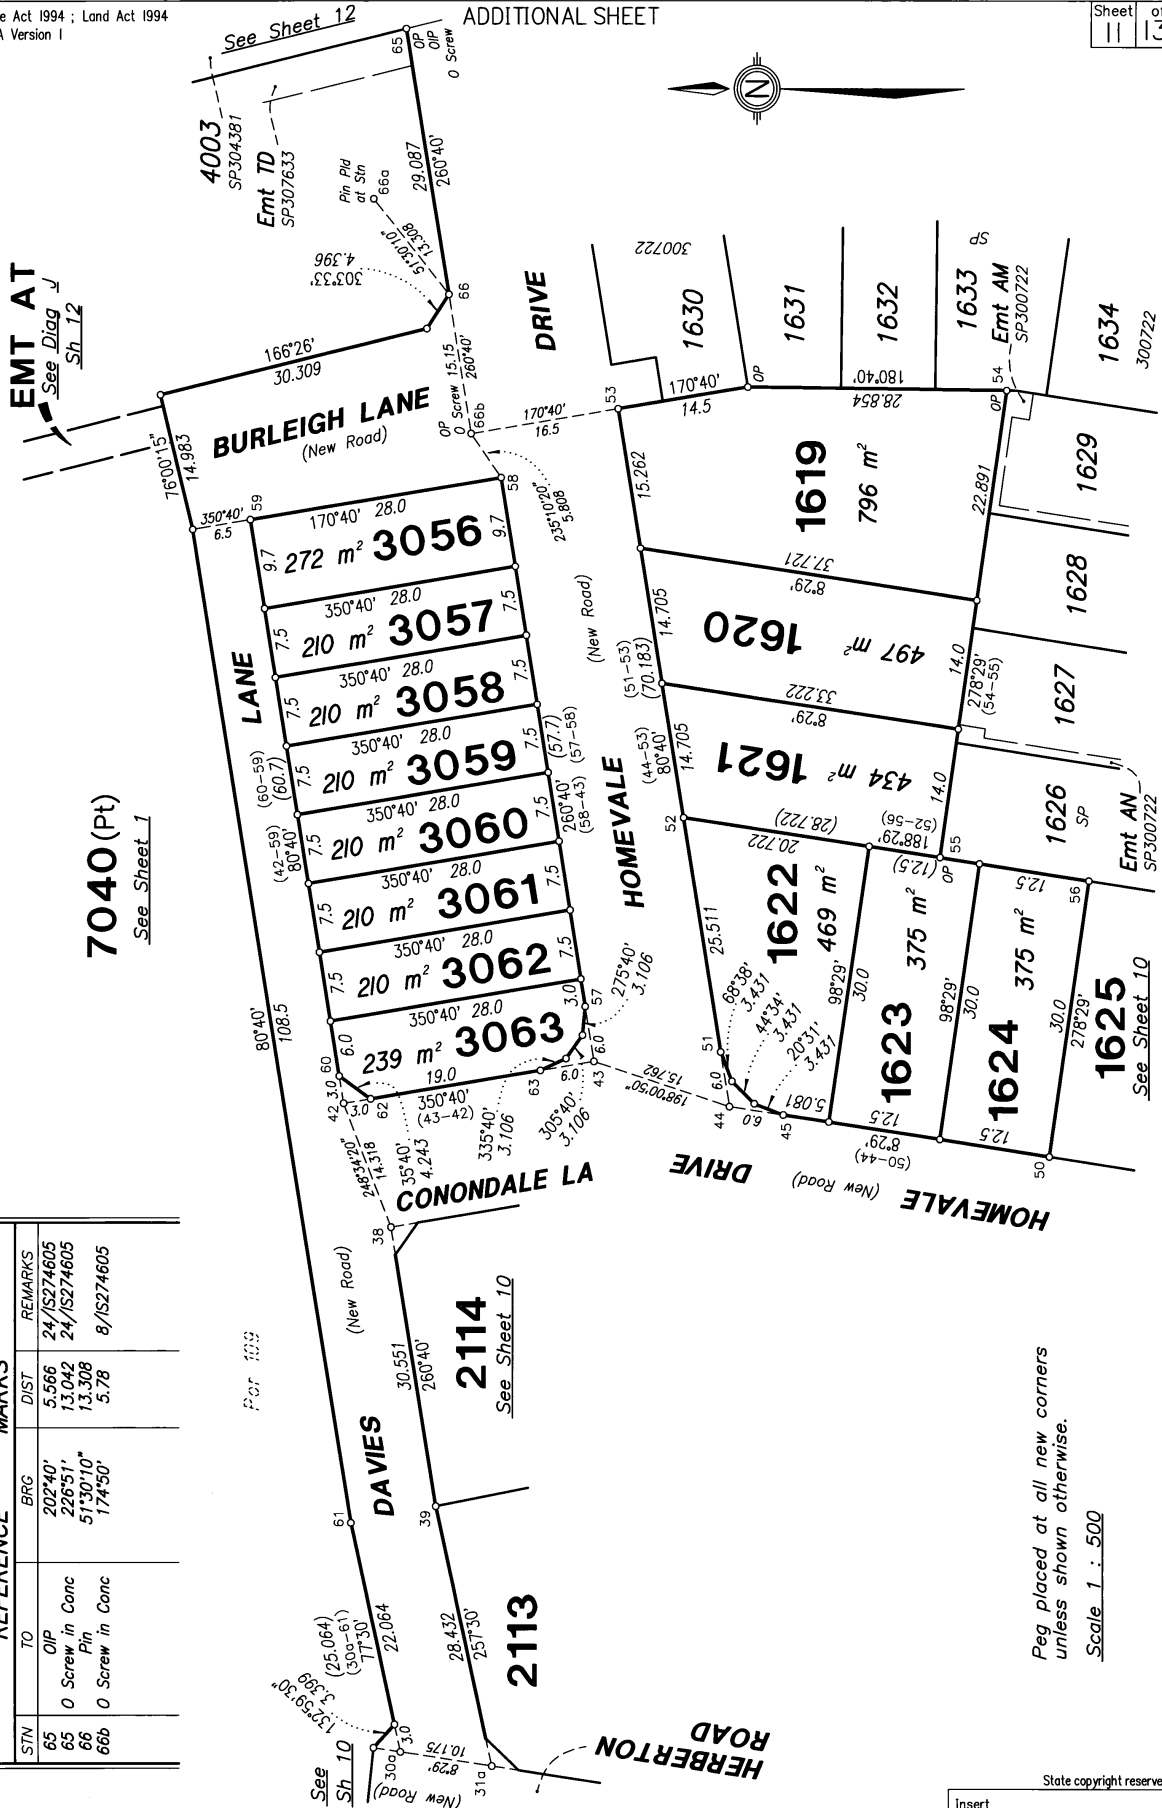 e Act 1994 ; Land Act 1994
A Version 1
ADDITIONAL SHEET
Sheet
11
of
13
See Sheet 12
65
OP
OIP
O Screw
4003
SP304381
Emt TD
SP307633
Pin Pld
at Stn
66a
29.087
260°40'
51°30'10"
13.308
303°33'
4.396
66
N
EMT AT
See Diag J
Sh 12
166°26'
30.309
76°00'15"
14.983
BURLEIGH LANE
(New Road)
OP
O Screw
66b
15.15
260°40'
170°40'
16.5
235°10'20"
5.808
DRIVE
53
350°40'
6.5
59
58
170°40' 28.0
9.7
9.7
272 m² 3056
350°40' 28.0
7.5
7.5
210 m² 3057
350°40' 28.0
7.5
7.5
210 m² 3058
350°40' 28.0
7.5
7.5
210 m² 3059
350°40' 28.0
7.5
7.5
210 m² 3060
350°40' 28.0
7.5
7.5
210 m² 3061
350°40' 28.0
7.5
7.5
210 m² 3062
350°40' 28.0
6.0
3.0
239 m² 3063
19.0
LANE
(60-59)
(60.7)
(42-59)
80°40'
(57.7)
(57-58)
260°40'
(58-43)
7040(Pt)
See Sheet 1
80°40'
108.5
(New Road)
HOMEVALE
300722
1630
1631
1632
1633
SP
Emt AM
SP300722
1634
300722
170°40'
14.5
OP
180°40'
28.854
OP
54
15.262
1619
796 m²
22.891
37.721
8°29'
14.705
1620
497 m²
14.0
278°29'
(54-55)
33.222
8°29'
14.705
1621
434 m²
14.0
(51-53)
(70.183)
(44-53)
80°40'
1629
1628
1627
1626
SP
Emt AN
SP300722
52
(28.722)
20.722
188°29'
(52-56)
(12.5)
OP
55
12.5
56
25.511
1622
469 m²
98°29'
30.0
1623
375 m²
98°29'
30.0
1624
375 m²
30.0
278°29'
1625
See Sheet 10
51
68°38'
3.431
44°34'
3.431
20°31'
3.431
6.0
44
6.0
45
5.081
12.5
8°29'
(50-44)
12.5
50
60
3.0
42
3.0
62
350°40'
(43-42)
63
6.0
43
6.0
57
275°40'
3.106
305°40'
3.106
335°40'
3.106
35°40'
4.243
248°34'20"
14.318
198°00'50"
15.762
CONONDALE LA
DRIVE
(New Road)
HOMEVALE
38
(New Road)
30.551
260°40'
2114
See Sheet 10
DAVIES
61
39
28.432
257°30'
2113
(25.064)
(30a-61)
77°30'
22.064
132°59'30"
3.399
3.0
30a
10.175
8°29'
31a
See
Sh 10
(New Road)
HERBERTON
ROAD
Por 109
REFERENCE MARKS
STN TO BRG DIST REMARKS
65 OIP 202°40' 5.566 24/IS274605
65 O Screw in Conc 226°51' 13.042 24/IS274605
66 Pin 51°30'10" 13.308
66b O Screw in Conc 174°50' 5.78 8/IS274605
Peg placed at all new corners
unless shown otherwise.
Scale 1 : 500
State copyright reserve
Insert